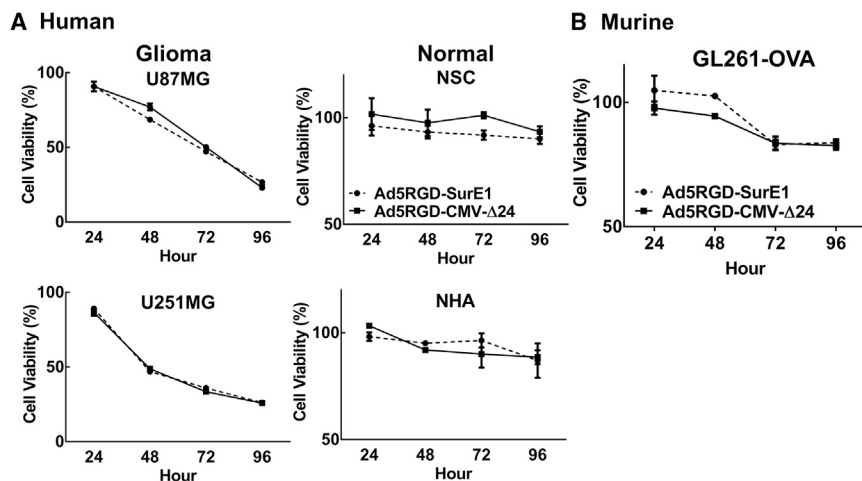 A Human
Glioma
U87MG
Cell Viability (%)
100
50
0
24 48 72 96
Hour
Normal
NSC
Cell Viability (%)
100
50
Ad5RGD-SurE1
Ad5RGD-CMV-Δ24
24 48 72 96
Hour
B Murine
GL261-OVA
Cell Viability (%)
100
50
Ad5RGD-SurE1
Ad5RGD-CMV-Δ24
24 48 72 96
Hour
U251MG
Cell Viability (%)
100
50
0
24 48 72 96
Hour
NHA
Cell Viability (%)
100
50
24 48 72 96
Hour